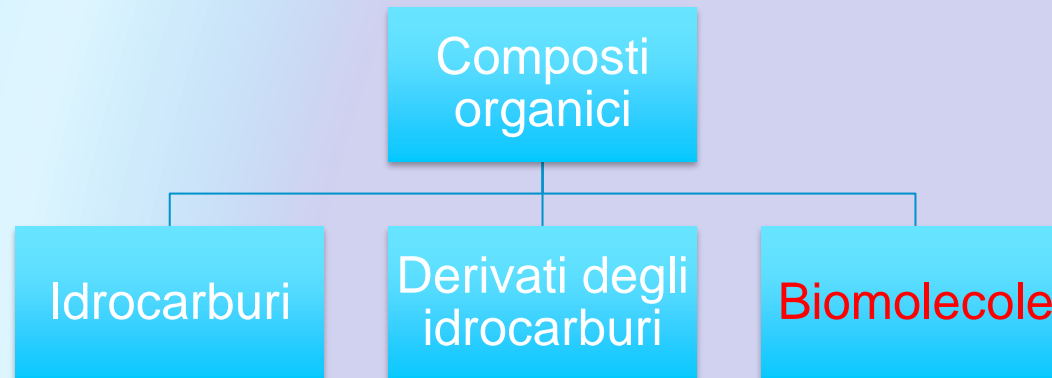 Composti
organici
Idrocarburi
Derivati degli
idrocarburi
Biomolecole